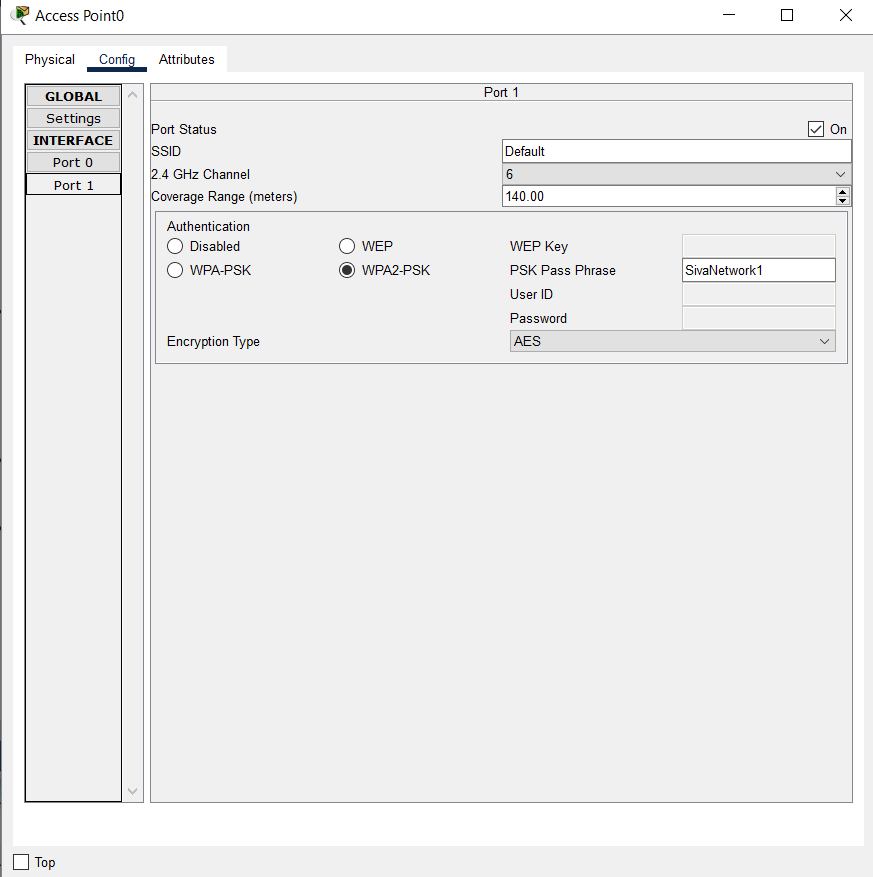 Access Point0
Physical Config Attributes
GLOBAL
Settings
INTERFACE
Port 0
Port 1
Port 1
Port Status On
SSID Default
2.4 GHz Channel 6
Coverage Range (meters) 140.00
Authentication
Disabled WEP WEP Key
WPA-PSK WPA2-PSK PSK Pass Phrase SivaNetwork1
User ID
Password
Encryption Type AES
Top